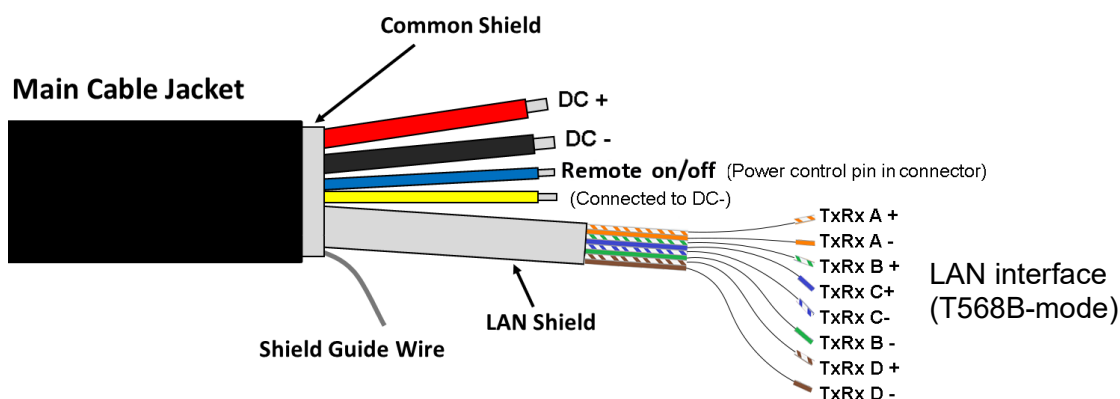 Common Shield
Main Cable Jacket
DC +
DC -
Remote on/off (Power control pin in connector)
(Connected to DC-)
TxRx A +
TxRx A -
TxRx B +
TxRx C+
TxRx C-
TxRx B -
TxRx D +
TxRx D -
LAN interface
(T568B-mode)
LAN Shield
Shield Guide Wire